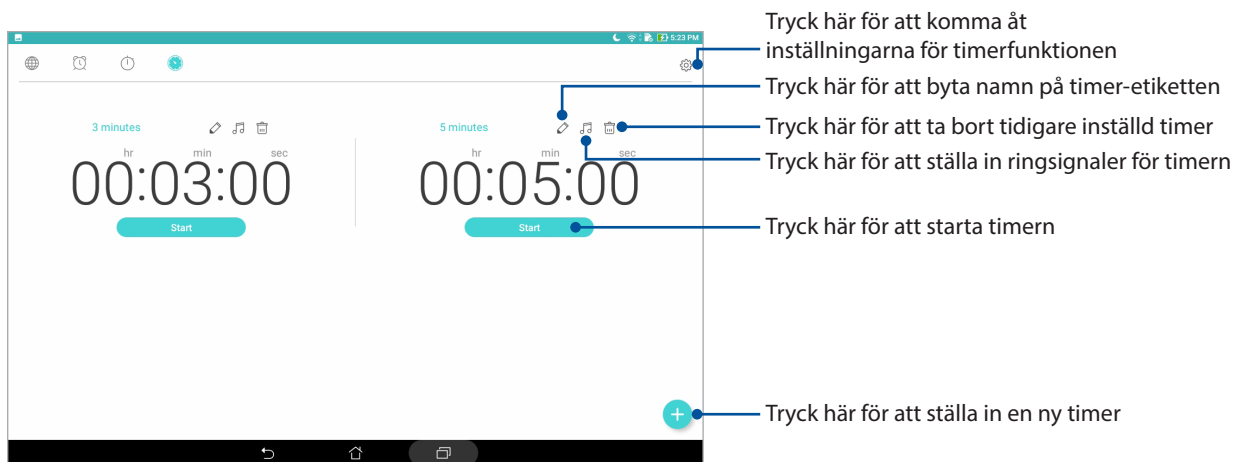 Tryck här för att komma åt
inställningarna för timerfunktionen
5:23 PM
Tryck här för att byta namn på timer-etiketten
3 minutes
5 minutes
Tryck här för att ta bort tidigare inställd timer
hr min sec
hr min sec
Tryck här för att ställa in ringsignaler för timern
00:03:00
00:05:00
Start
Start
Tryck här för att starta timern
Tryck här för att ställa in en ny timer